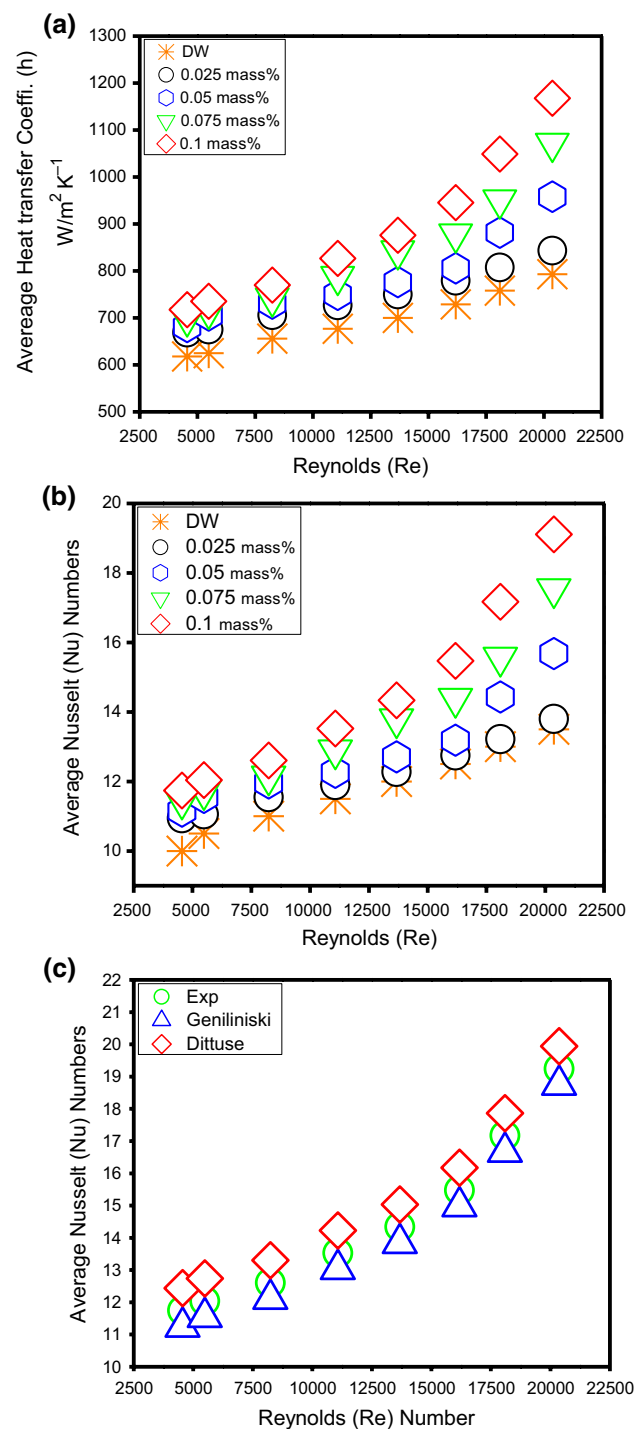 (a)
1300
1200
1100
1000
900
800
700
600
500
Avereage Heat transfer Coeffi. (h)
W/m² K⁻¹
DW
0.025 mass%
0.05 mass%
0.075 mass%
0.1 mass%
2500 5000 7500 10000 12500 15000 17500 20000 22500
Reynolds (Re)
(b)
20
18
16
14
12
10
Average Nusselt (Nu) Numbers
DW
0.025 mass%
0.05 mass%
0.075 mass%
0.1 mass%
2500 5000 7500 10000 12500 15000 17500 20000 22500
Reynolds (Re)
(c)
22
21
20
19
18
17
16
15
14
13
12
11
10
Average Nusselt (Nu) Numbers
Exp
Geniliniski
Dittuse
2500 5000 7500 10000 12500 15000 17500 20000 22500
Reynolds (Re) Number